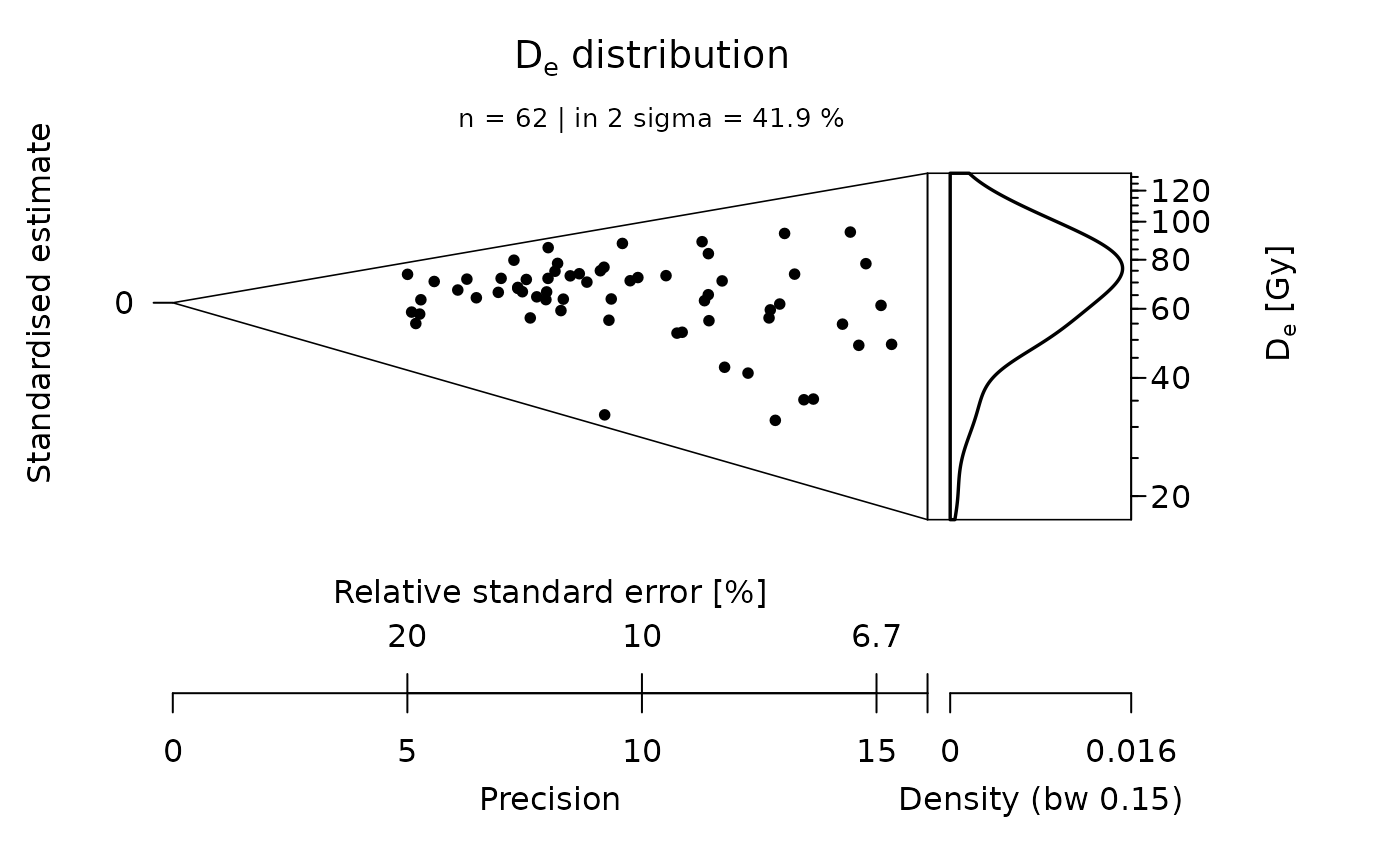 De distribution
n = 62 | in 2 sigma = 41.9 %
Standardised estimate
0
120
100
80
60
40
20
De [Gy]
Relative standard error [%]
20 10 6.7
0 5 10 15 0 0.016
Precision Density (bw 0.15)